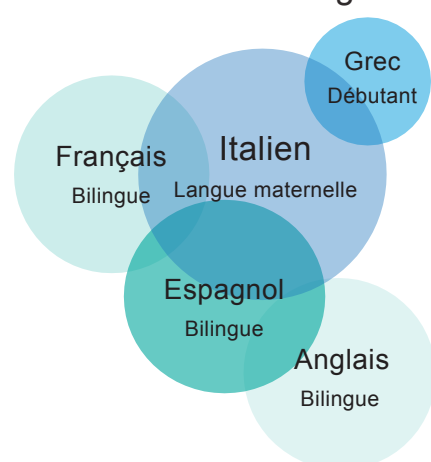 Grec
Débutant
Français
Bilingue
Italien
Langue maternelle
Espagnol
Bilingue
Anglais
Bilingue